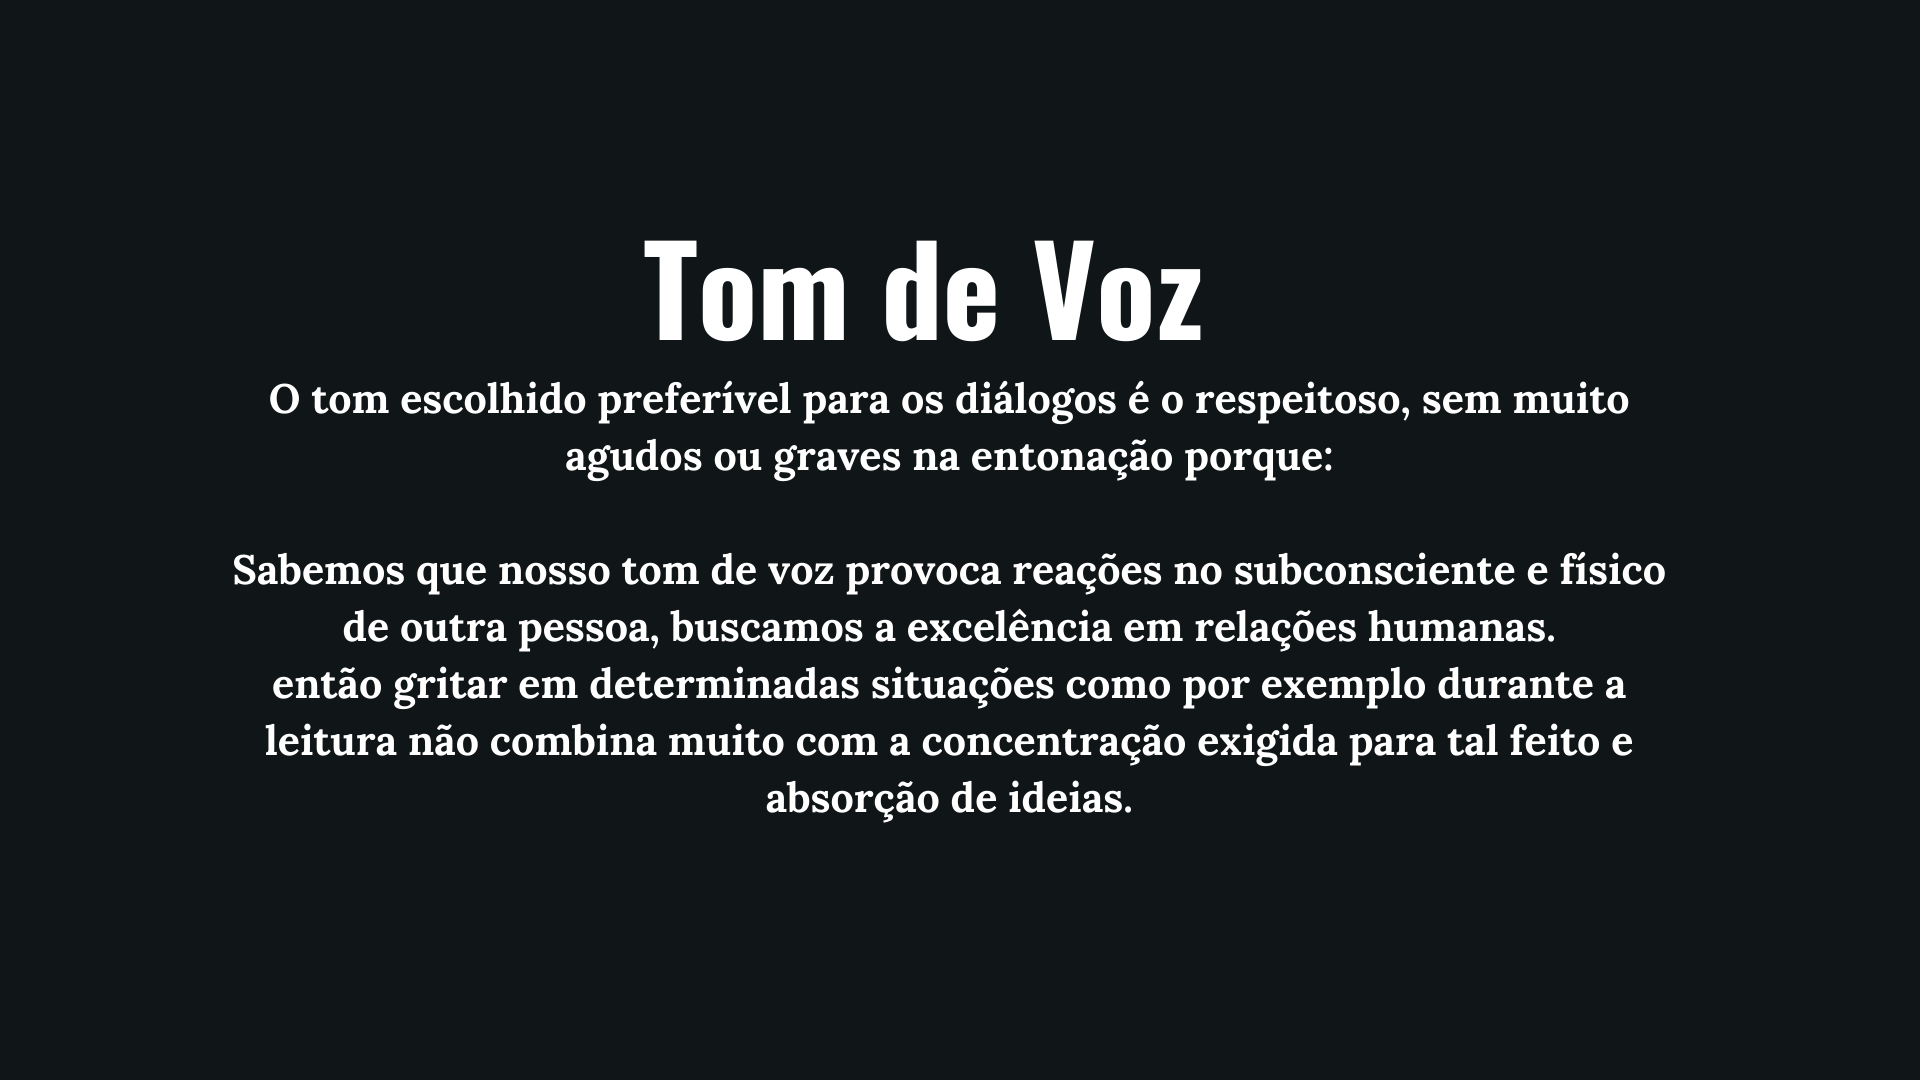 Tom de Voz
O tom escolhido preferível para os diálogos é o respeitoso, sem muito
agudos ou graves na entonação porque:
Sabemos que nosso tom de voz provoca reações no subconsciente e físico
de outra pessoa, buscamos a excelência em relações humanas.
então gritar em determinadas situações como por exemplo durante a
leitura não combina muito com a concentração exigida para tal feito e
absorção de ideias.